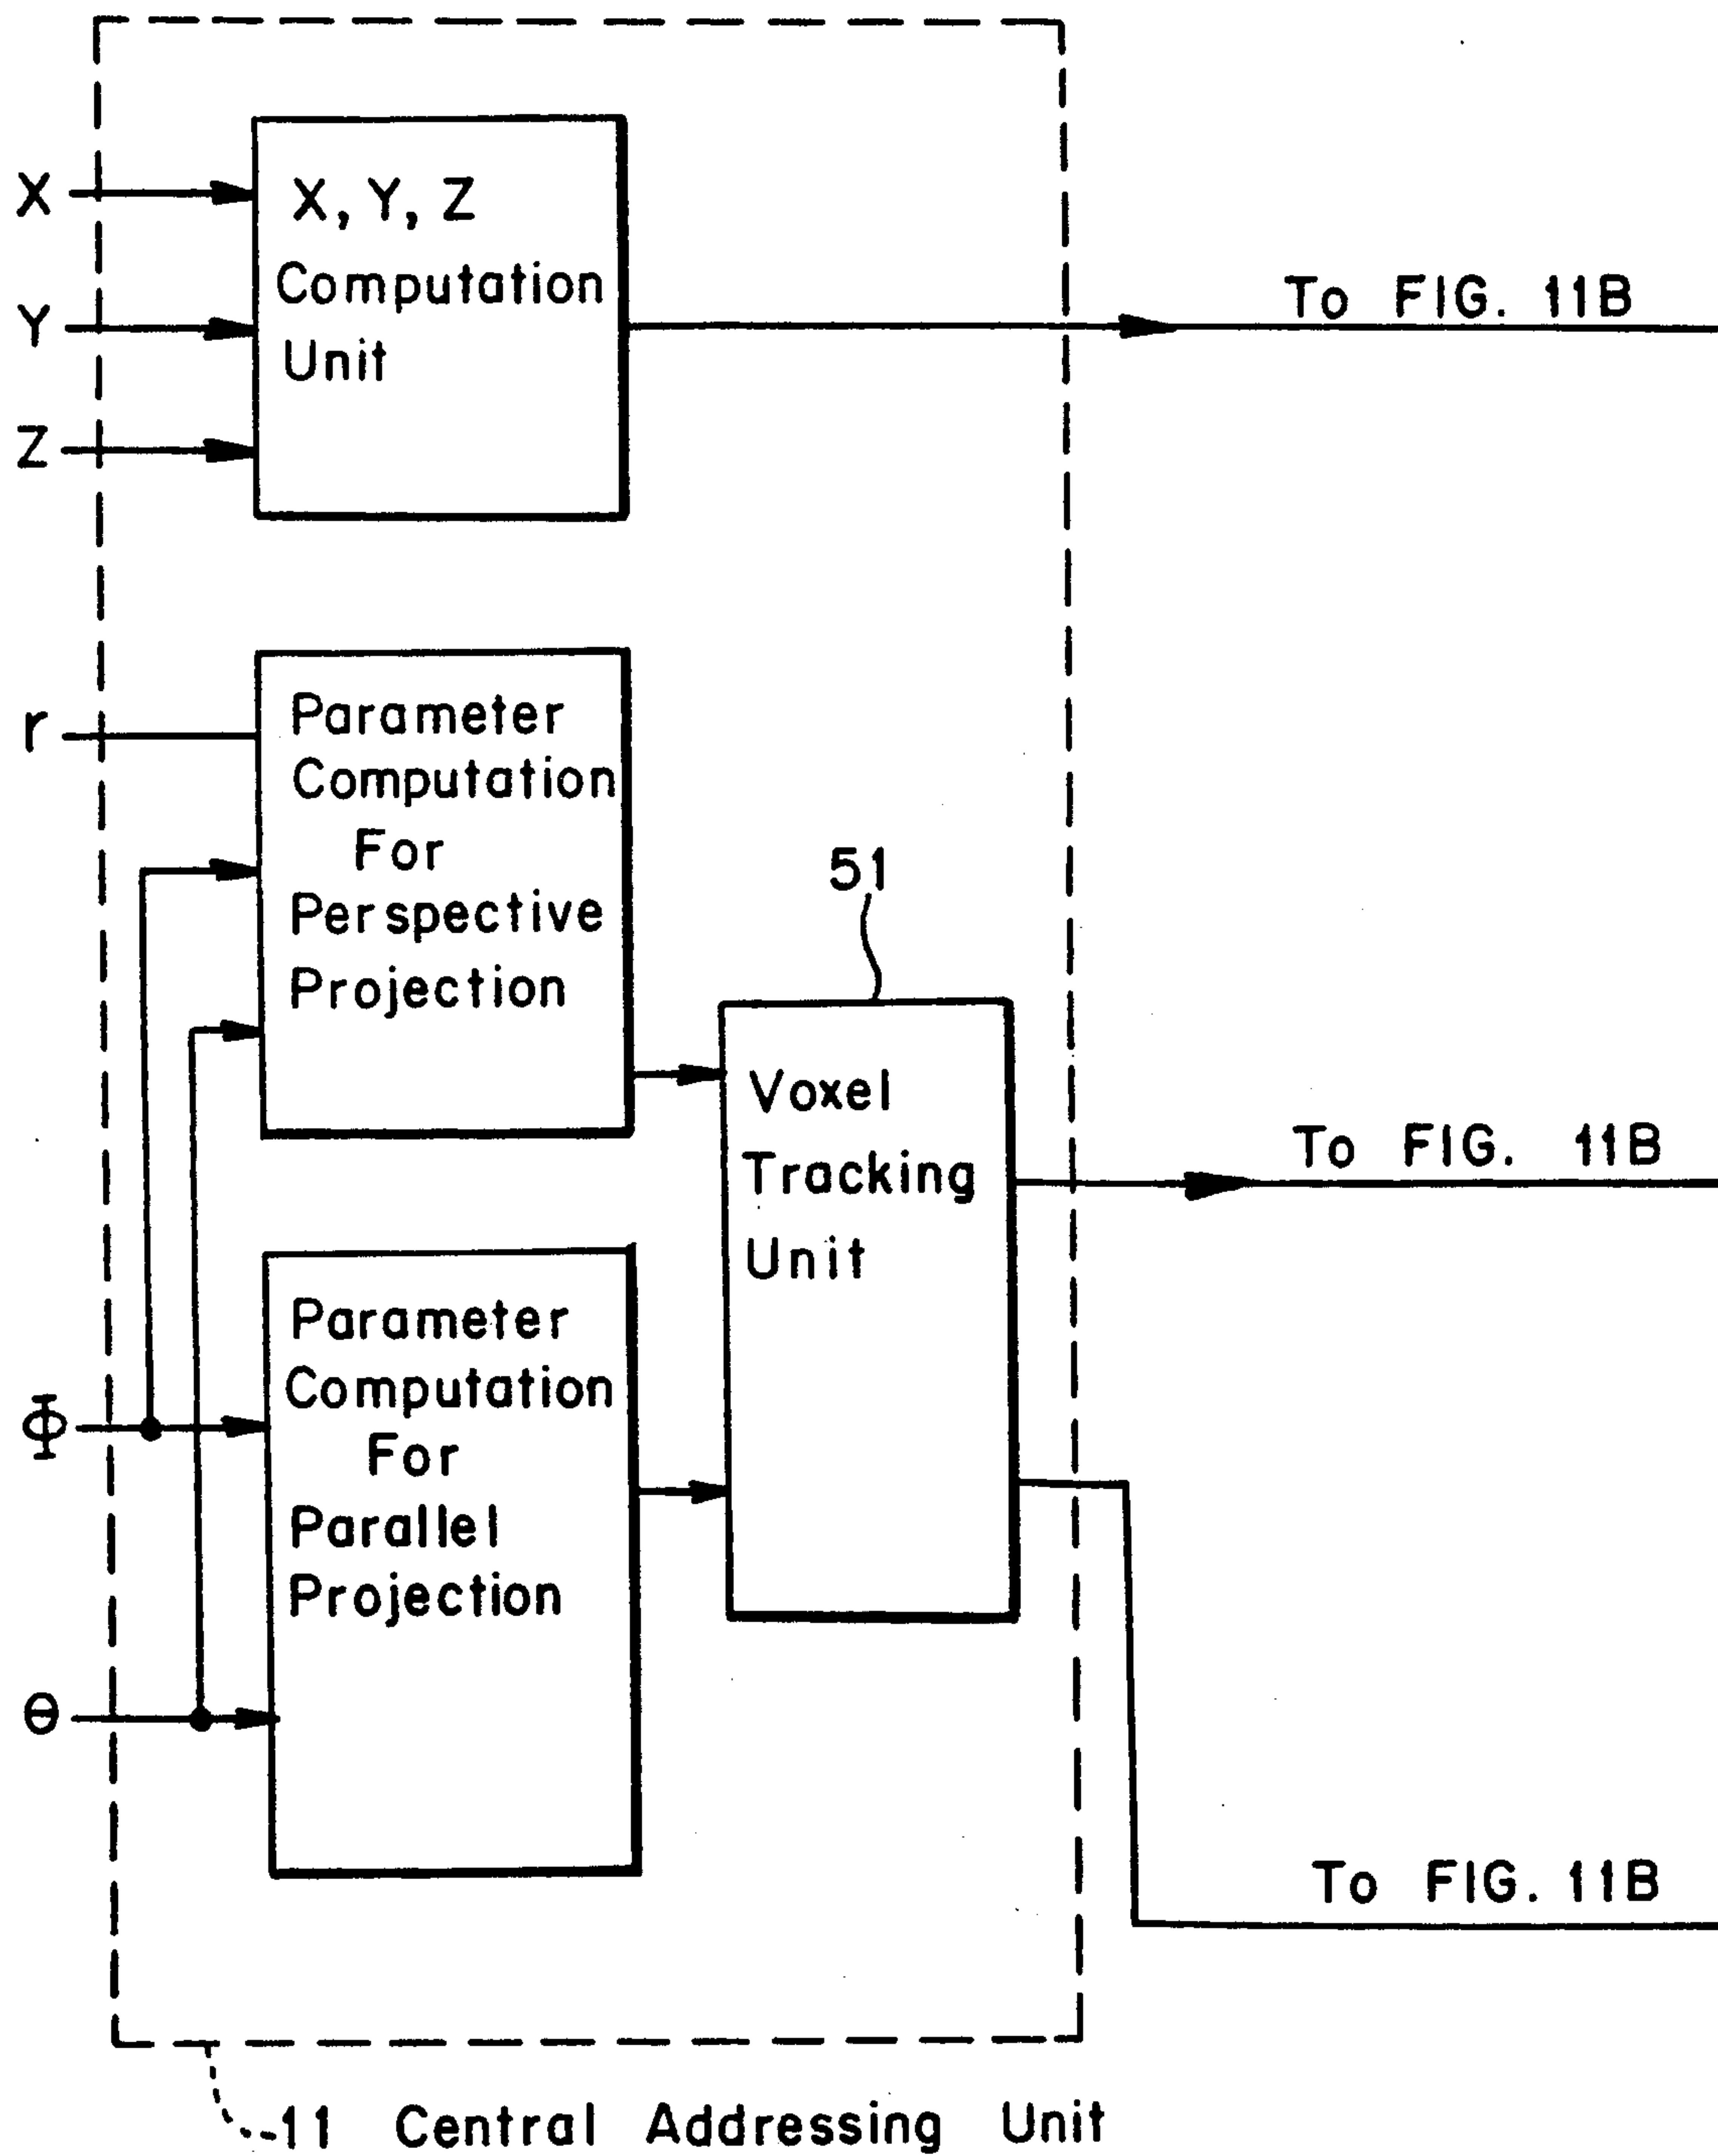 X
Y
Z
X, Y, Z
Computation
Unit
To FIG. 11B
r
Parameter
Computation
For
Perspective
Projection
51
Voxel
Tracking
Unit
To FIG. 11B
Φ
θ
Parameter
Computation
For
Parallel
Projection
To FIG. 11B
11 Central Addressing Unit